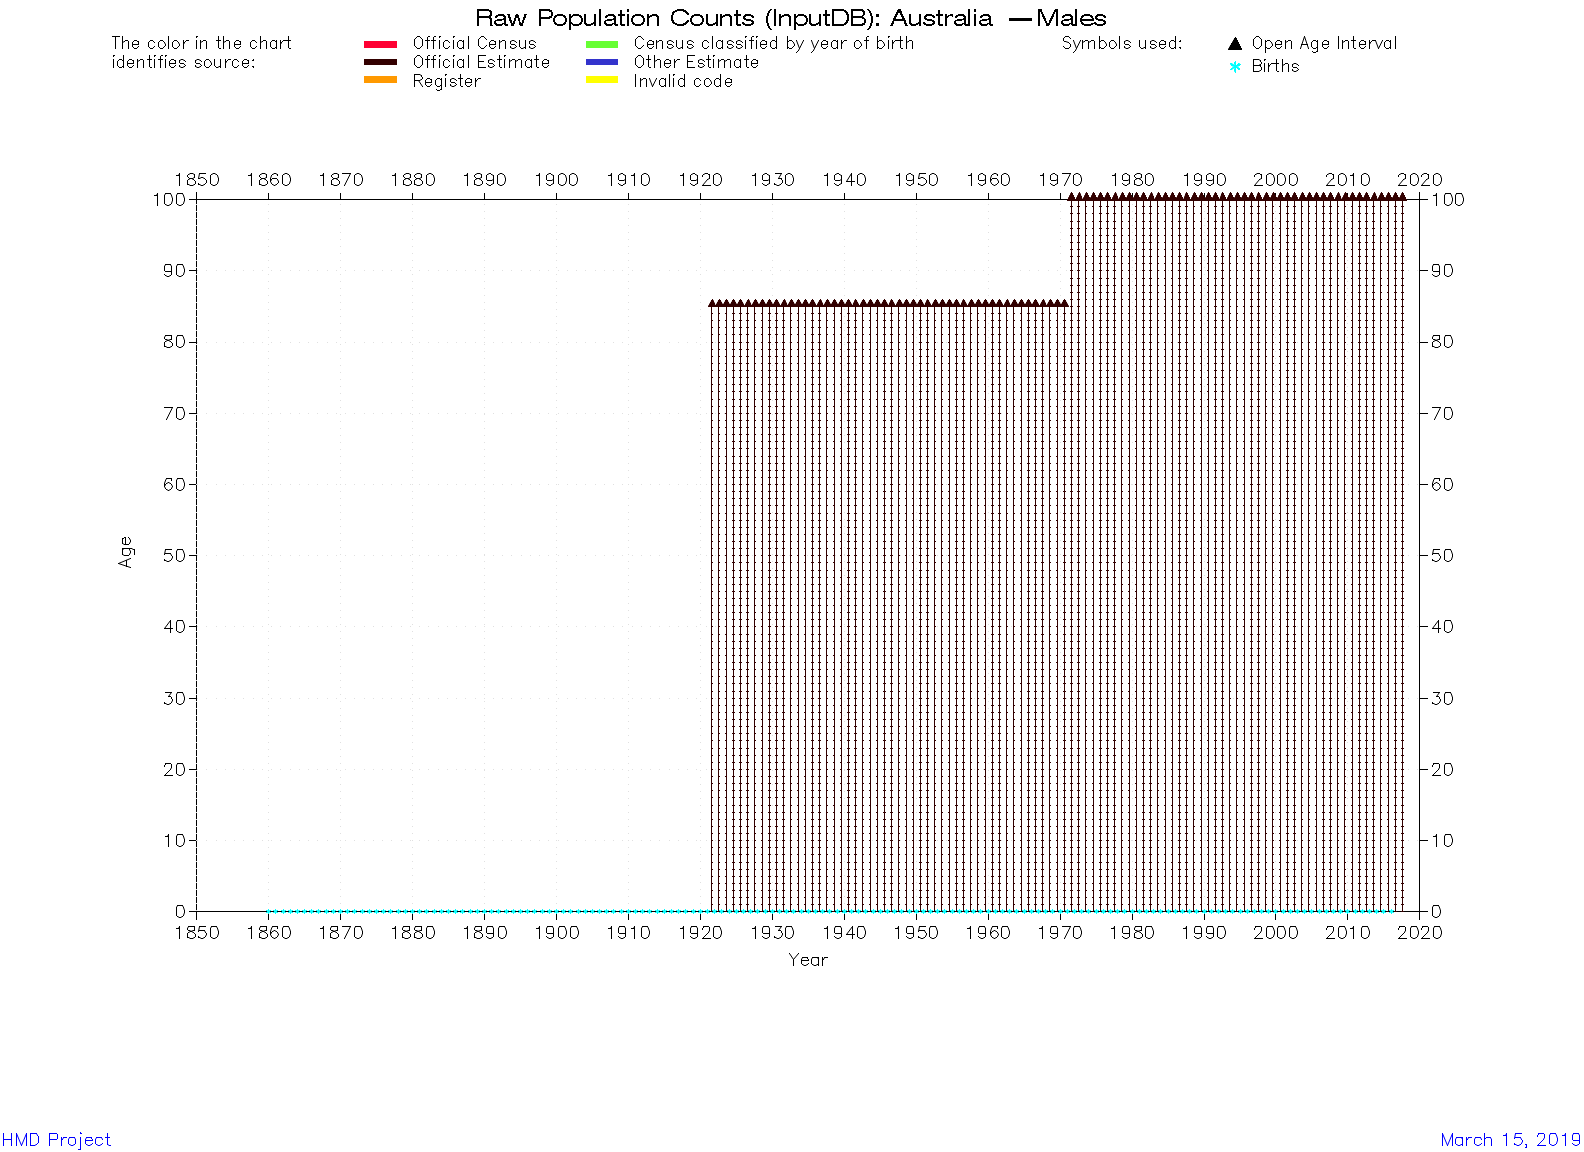 Raw Population Counts (InputDB): Australia — Males
The color in the chart
identifies source:
Official Census
Official Estimate
Register
Census classified by year of birth
Other Estimate
Invalid code
Symbols used:
Open Age Interval
Births
1850 1860 1870 1880 1890 1900 1910 1920 1930 1940 1950 1960 1970 1980 1990 2000 2010 2020
100 100
90 90
80 80
70 70
60 60
50 50
Age
40 40
30 30
20 20
10 10
0 0
1850 1860 1870 1880 1890 1900 1910 1920 1930 1940 1950 1960 1970 1980 1990 2000 2010 2020
Year
HMD Project
March 15, 2019